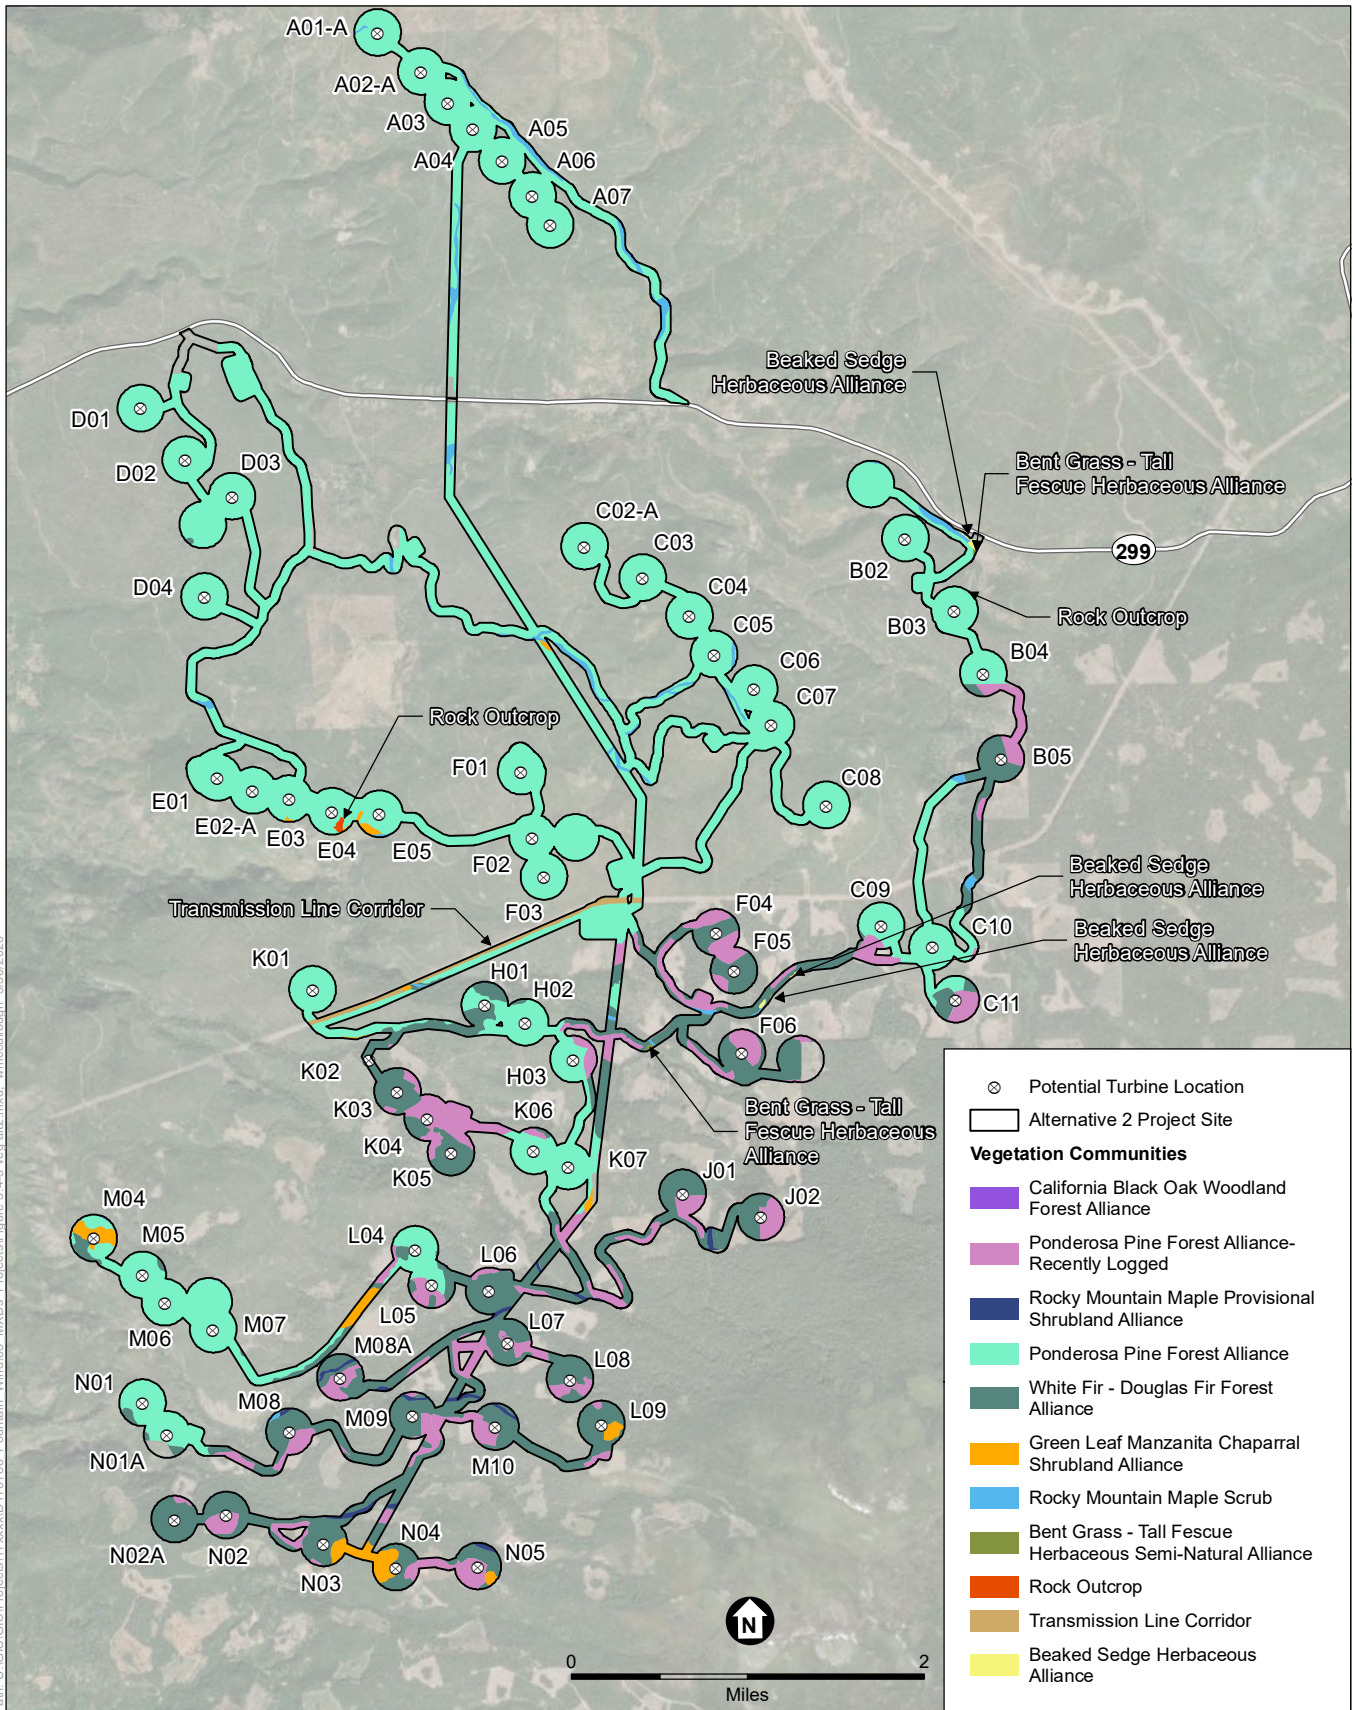 A01-A
A02-A
A03
A04
A05
A06
A07
Beaked Sedge
Herbaceous Alliance
D01
D02
D03
Bent Grass - Tall
Fescue Herbaceous Alliance
C02-A
C03
299
B02
D04
C04
Rock Outcrop
B03
C05
B04
C06
C07
Rock Outcrop
F01
B05
C08
E01
E02-A
E03
E04
E05
F02
F03
Beaked Sedge
Herbaceous Alliance
Transmission Line Corridor
C09
F04
F05
C10
Beaked Sedge
Herbaceous Alliance
K01
H01
H02
C11
F06
K02
H03
K03
K06
Bent Grass - Tall
Fescue Herbaceous
Alliance
K04
K05
K07
J01
J02
M04
M05
L04
L06
M06
M07
L05
L07
M08A
L08
N01
M08
M09
L09
N01A
M10
N02A
N02
N03
N04
N05
N
0
2
Miles
Potential Turbine Location
Alternative 2 Project Site
Vegetation Communities
California Black Oak Woodland
Forest Alliance
Ponderosa Pine Forest Alliance-
Recently Logged
Rocky Mountain Maple Provisional
Shrubland Alliance
Ponderosa Pine Forest Alliance
White Fir - Douglas Fir Forest
Alliance
Green Leaf Manzanita Chaparral
Shrubland Alliance
Rocky Mountain Maple Scrub
Bent Grass - Tall Fescue
Herbaceous Semi-Natural Alliance
Rock Outcrop
Transmission Line Corridor
Beaked Sedge Herbaceous
Alliance